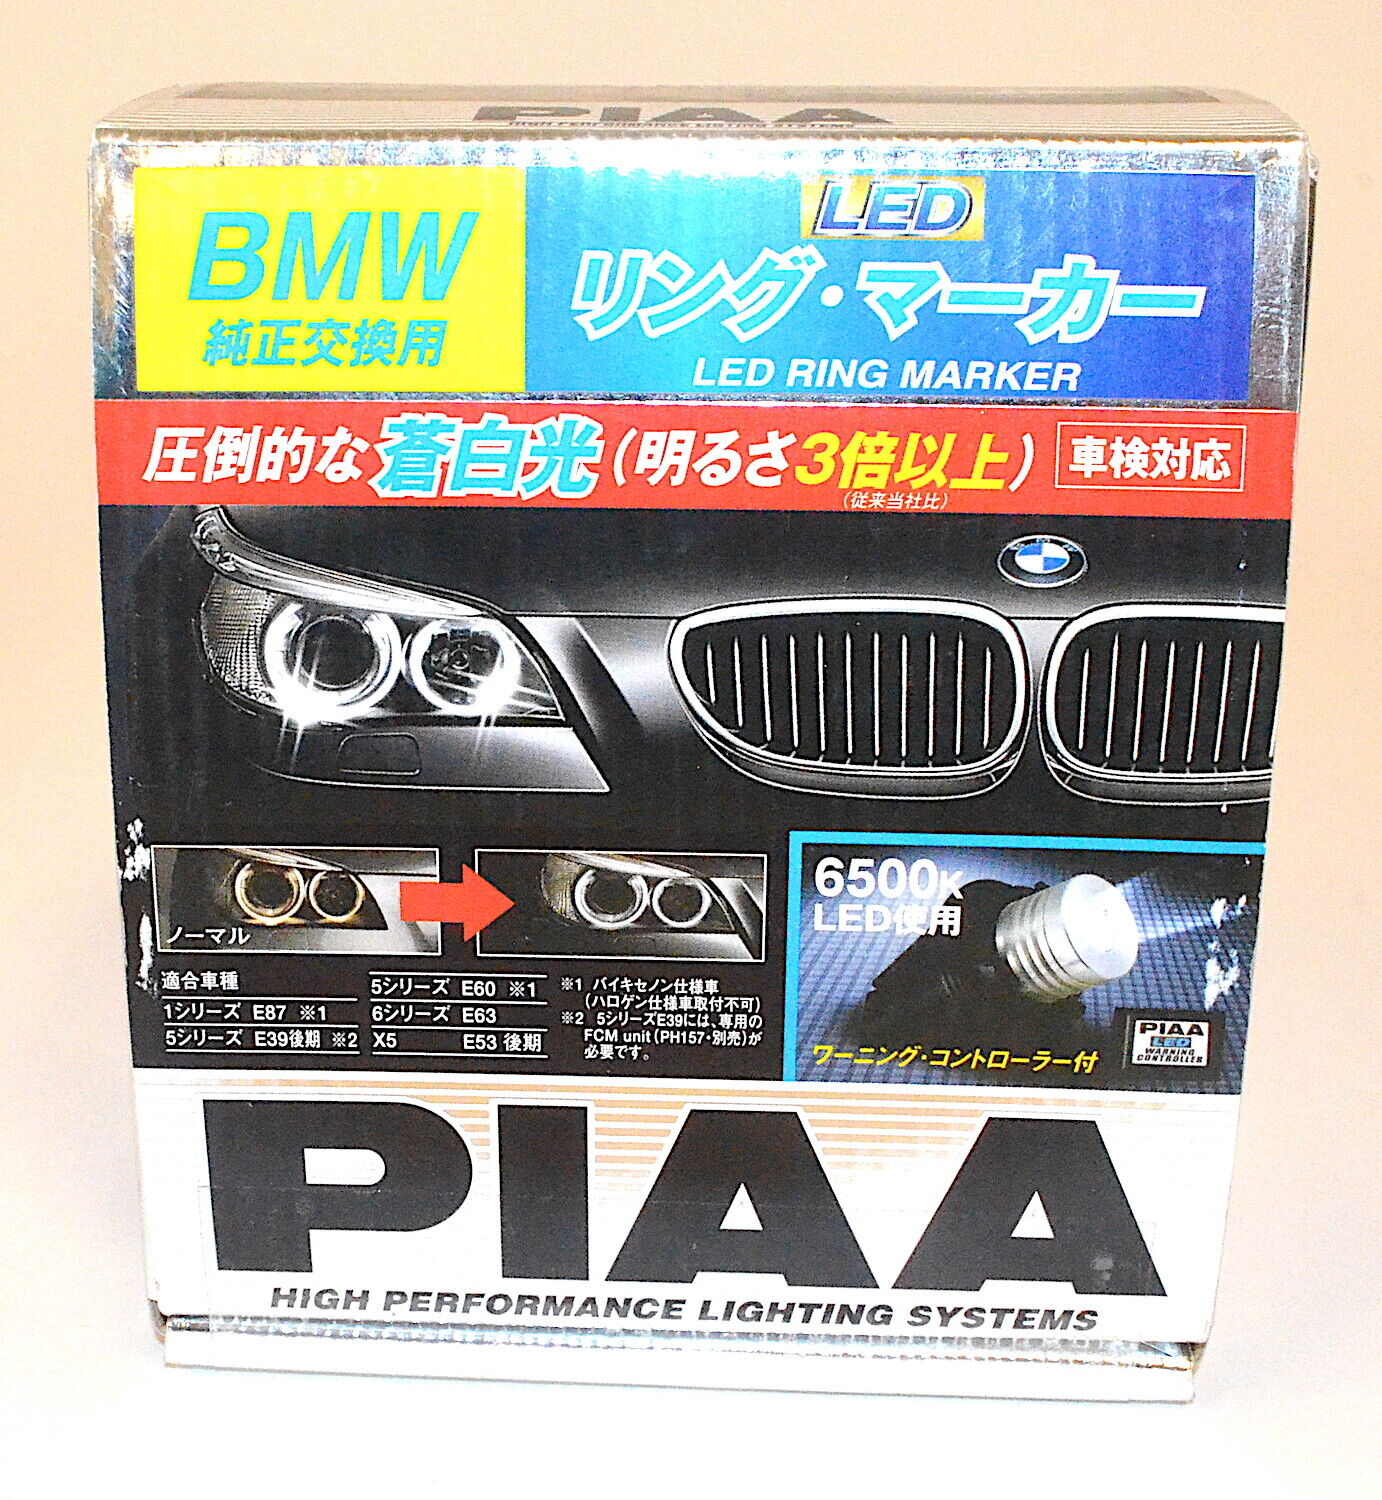 PIAA
HIGH PERFORMANCE LIGHTING SYSTEMS
BMW
純正交換用
LED
リング・マーカー
LED RING MARKER
圧倒的な蒼白光(明るさ3倍以上)
(従来当社比)
車検対応
ノーマル
適合車種
1シリーズ E87 ※1
5シリーズ E39後期 ※2
5シリーズ E60 ※1
6シリーズ E63
X5 E53 後期
※1 バイキセノン仕様車
(ハロゲン仕様車取付不可)
※2 5シリーズE39には、専用の
FCM unit(PH157・別売)が
必要です。
6500K
LED使用
ワーニング・コントローラー付
PIAA
LED
WARNING
CONTROLLER
PIAA
HIGH PERFORMANCE LIGHTING SYSTEMS